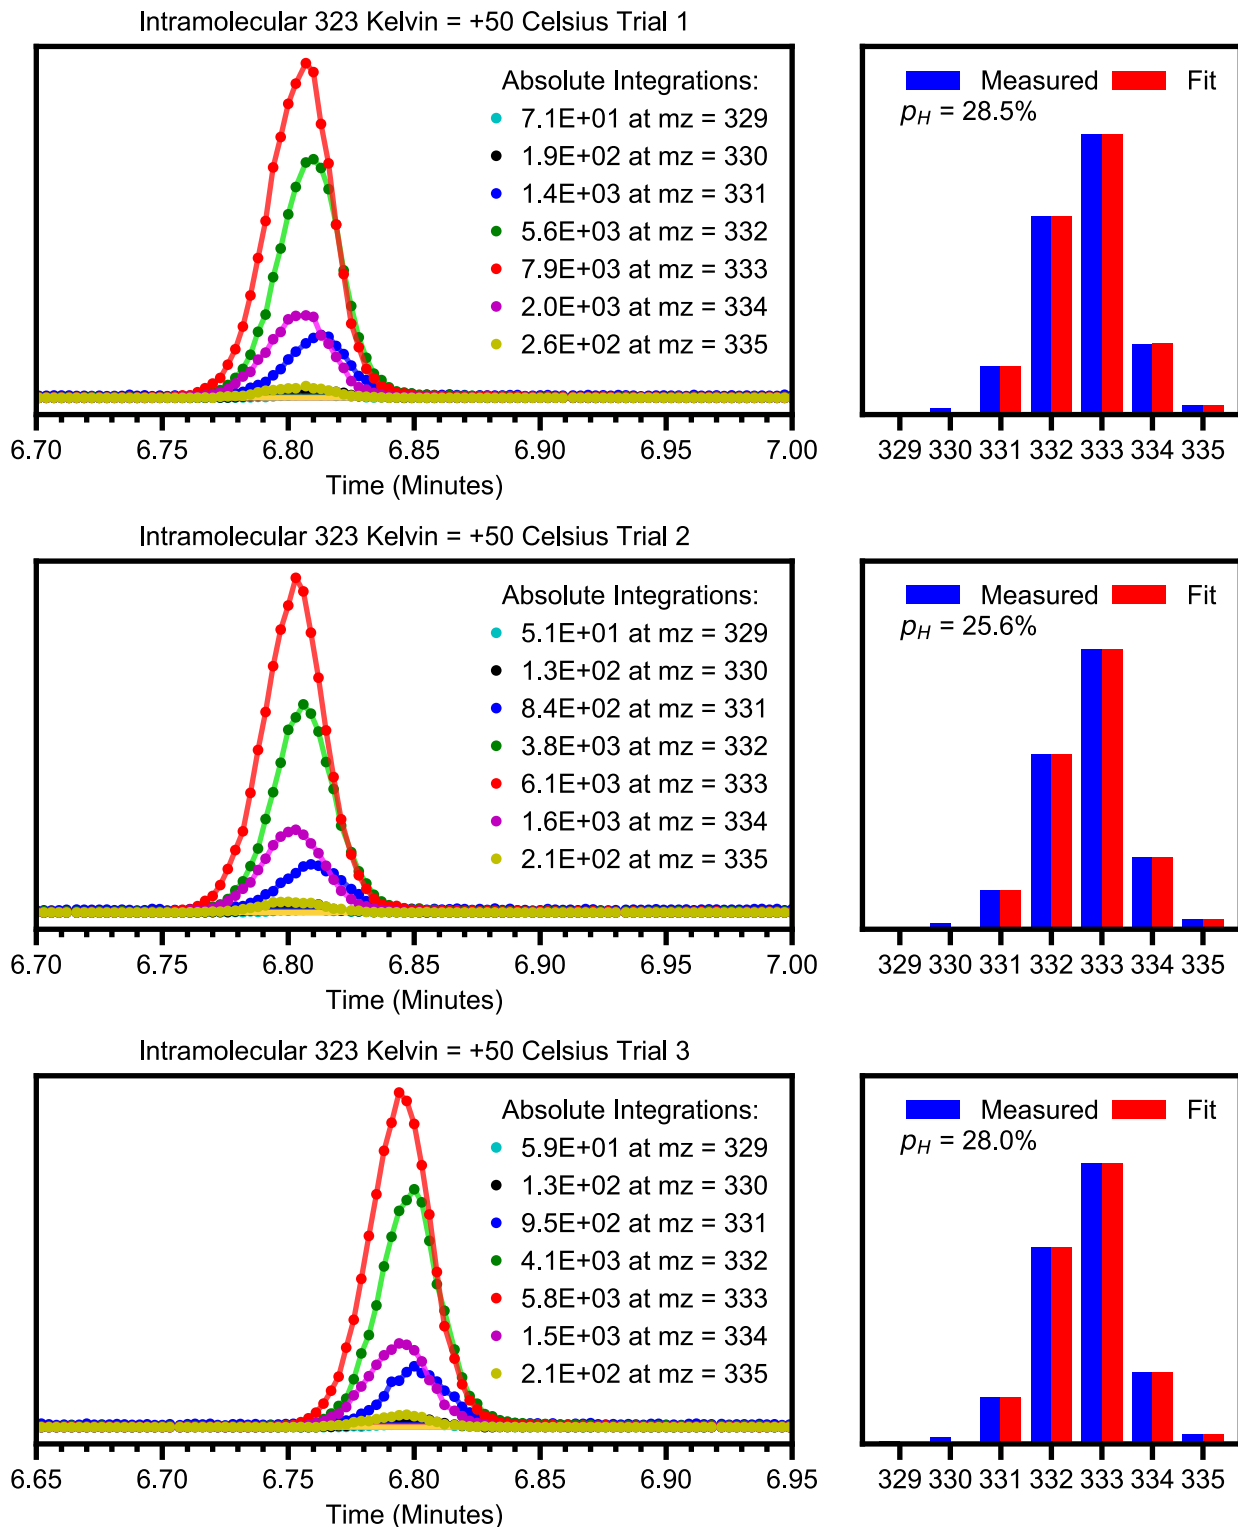 Intramolecular 323 Kelvin = +50 Celsius Trial 1
Absolute Integrations:
7.1E+01 at mz = 329
1.9E+02 at mz = 330
1.4E+03 at mz = 331
5.6E+03 at mz = 332
7.9E+03 at mz = 333
2.0E+03 at mz = 334
2.6E+02 at mz = 335
6.70 6.75 6.80 6.85 6.90 6.95 7.00
Time (Minutes)
Measured Fit
pH = 28.5%
329 330 331 332 333 334 335
Intramolecular 323 Kelvin = +50 Celsius Trial 2
Absolute Integrations:
5.1E+01 at mz = 329
1.3E+02 at mz = 330
8.4E+02 at mz = 331
3.8E+03 at mz = 332
6.1E+03 at mz = 333
1.6E+03 at mz = 334
2.1E+02 at mz = 335
6.70 6.75 6.80 6.85 6.90 6.95 7.00
Time (Minutes)
Measured Fit
pH = 25.6%
329 330 331 332 333 334 335
Intramolecular 323 Kelvin = +50 Celsius Trial 3
Absolute Integrations:
5.9E+01 at mz = 329
1.3E+02 at mz = 330
9.5E+02 at mz = 331
4.1E+03 at mz = 332
5.8E+03 at mz = 333
1.5E+03 at mz = 334
2.1E+02 at mz = 335
6.65 6.70 6.75 6.80 6.85 6.90 6.95
Time (Minutes)
Measured Fit
pH = 28.0%
329 330 331 332 333 334 335